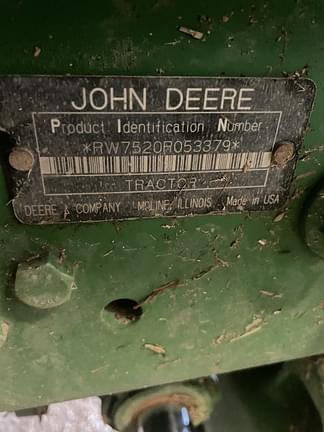 JOHN DEERE
Product Identification Number
*RW7520R053379*
TRACTOR
DEERE & COMPANY MOLINE, ILLINOIS Made in USA